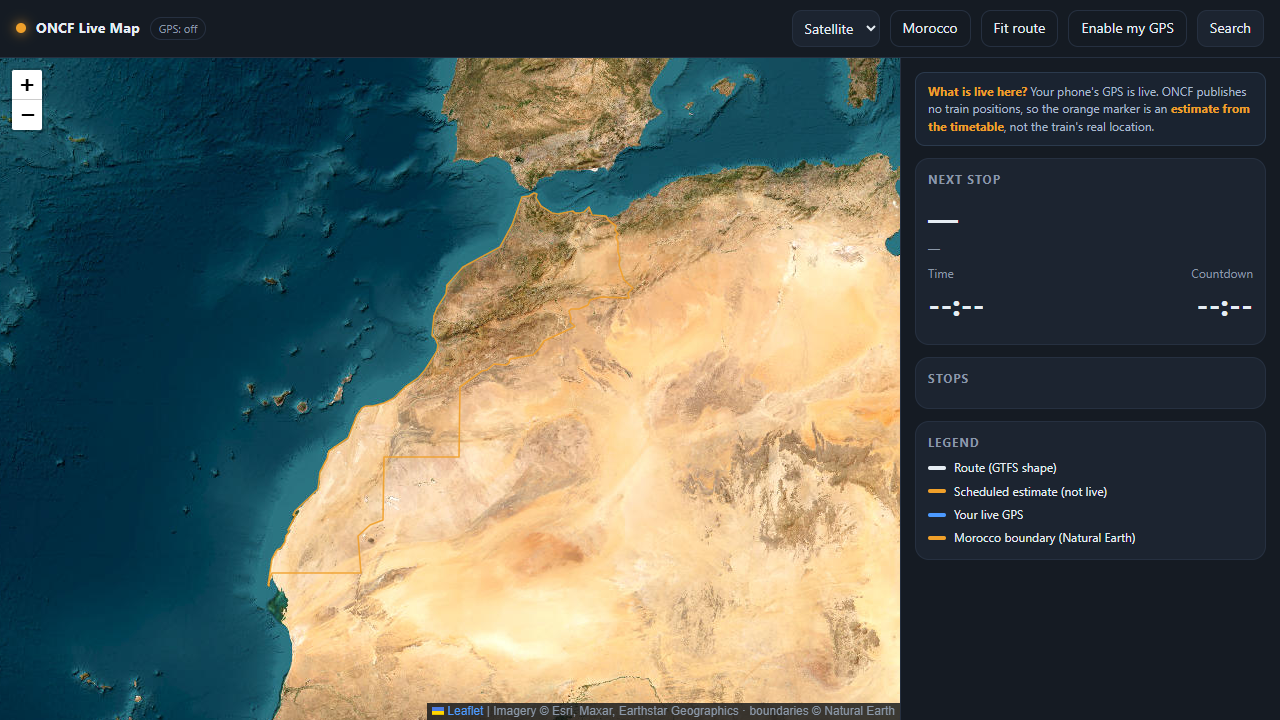 ONCF Live Map
GPS: off
Satellite
Morocco
Fit route
Enable my GPS
Search
+
−
What is live here? Your phone's GPS is live. ONCF publishes
no train positions, so the orange marker is an estimate from
the timetable, not the train's real location.
NEXT STOP
—
—
Time
Countdown
--:--
--:--
STOPS
LEGEND
Route (GTFS shape)
Scheduled estimate (not live)
Your live GPS
Morocco boundary (Natural Earth)
Leaflet | Imagery © Esri, Maxar, Earthstar Geographics · boundaries © Natural Earth